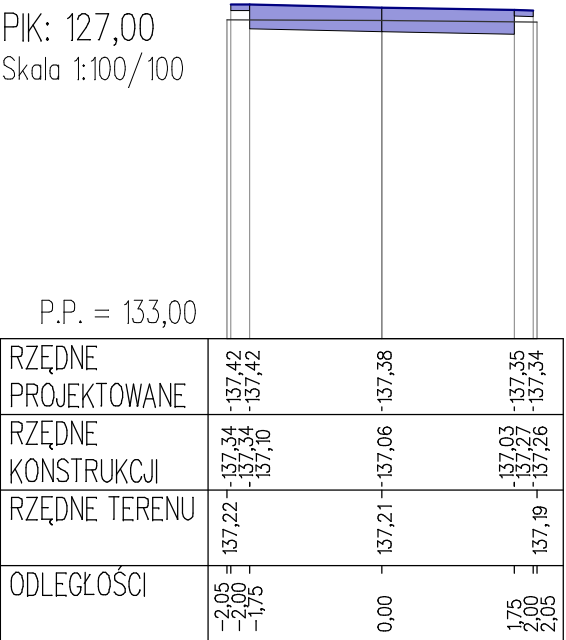 PIK: 127,00
Skala 1:100/100
P.P. = 133,00
RZĘDNE
PROJEKTOWANE
137,42
137,42
137,38
137,35
137,34
RZĘDNE
KONSTRUKCJI
137,34
137,34
137,10
137,06
137,03
137,27
137,26
RZĘDNE TERENU
137,22
137,21
137,19
ODLEGŁOŚCI
-2,05
-2,00
-1,75
0,00
1,75
2,00
2,05